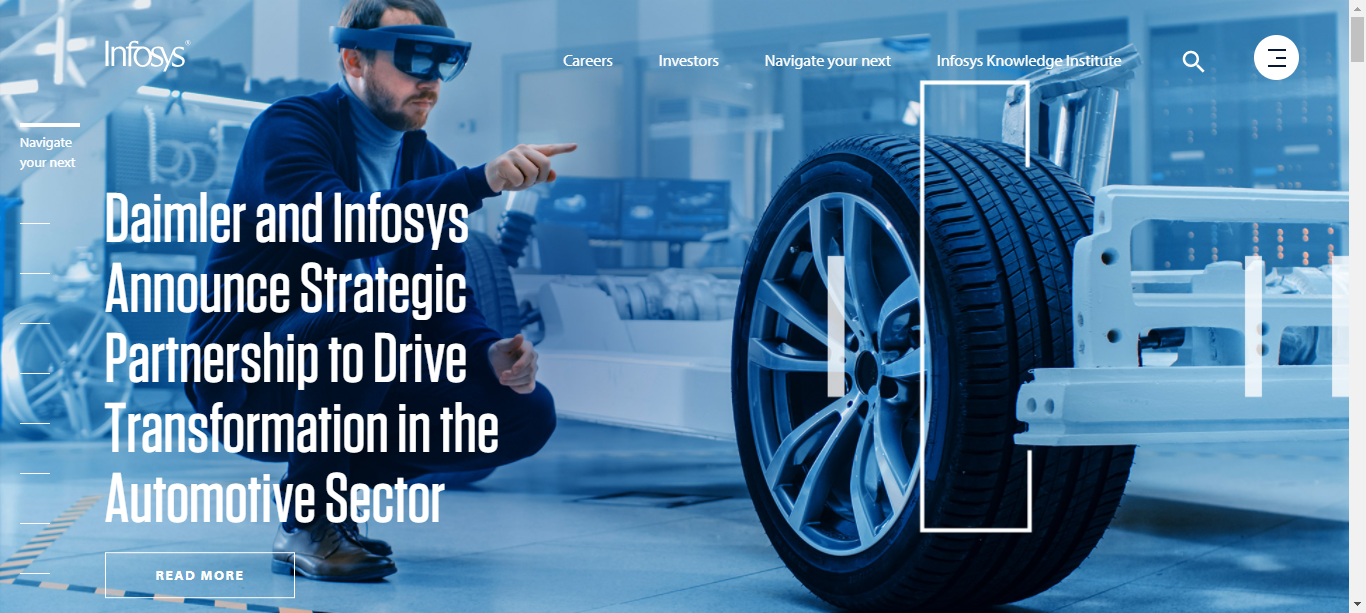 Infosys®
Careers Investors Navigate your next Infosys Knowledge Institute
Navigate
your next
Daimler and Infosys
Announce Strategic
Partnership to Drive
Transformation in the
Automotive Sector
READ MORE